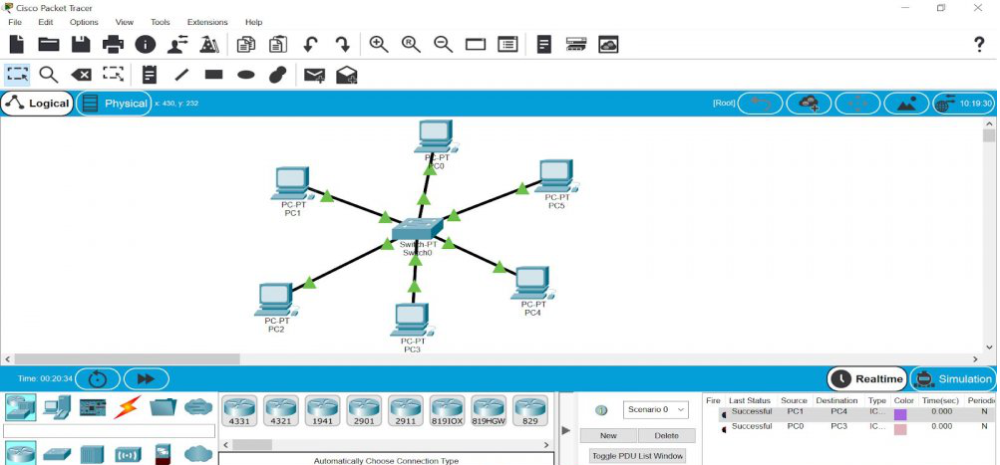 Cisco Packet Tracer
File Edit Options View Tools Extensions Help
Logical Physical x: 430, y: 232 [Root] 10:19:30
PC-PT
PC0
PC-PT
PC1
PC-PT
PC5
Switch-PT
Switch0
PC-PT
PC2
PC-PT
PC4
PC-PT
PC3
Time: 00:20:34 Realtime Simulation
4331 4321 1941 2901 2911 819IOX 819HGW 829
Automatically Choose Connection Type
Scenario 0
New Delete
Toggle PDU List Window
Fire Last Status Source Destination Type Color Time(sec) Periodi
Successful PC1 PC4 IC... 0.000 N
Successful PC0 PC3 IC... 0.000 N